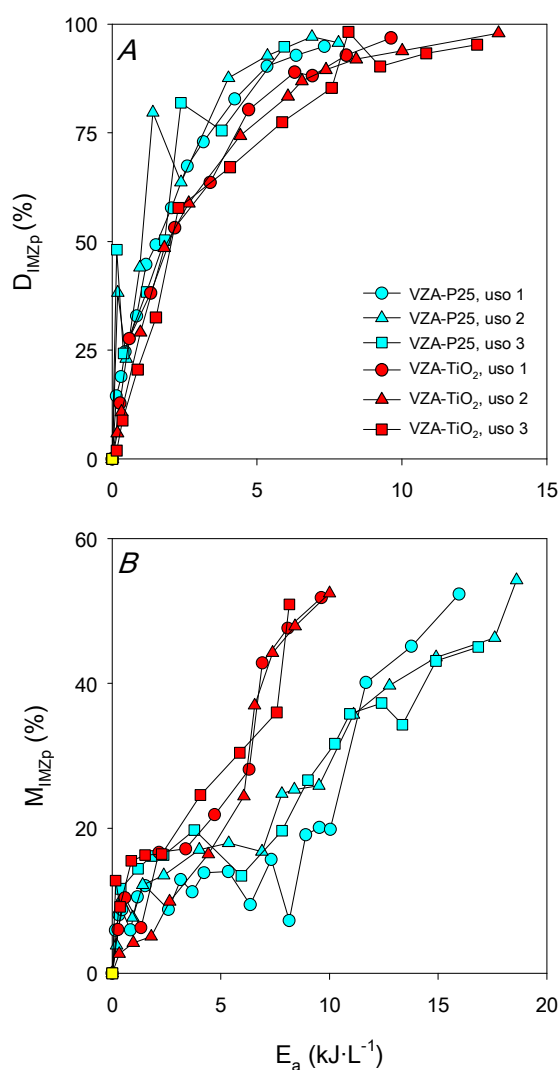 A
100
75
50
25
0
D_IMZp (%)
VZA-P25, uso 1
VZA-P25, uso 2
VZA-P25, uso 3
VZA-TiO₂, uso 1
VZA-TiO₂, uso 2
VZA-TiO₂, uso 3
0 5 10 15
B
60
40
20
0
M_IMZp (%)
0 5 10 15 20
E_a (kJ·L⁻¹)